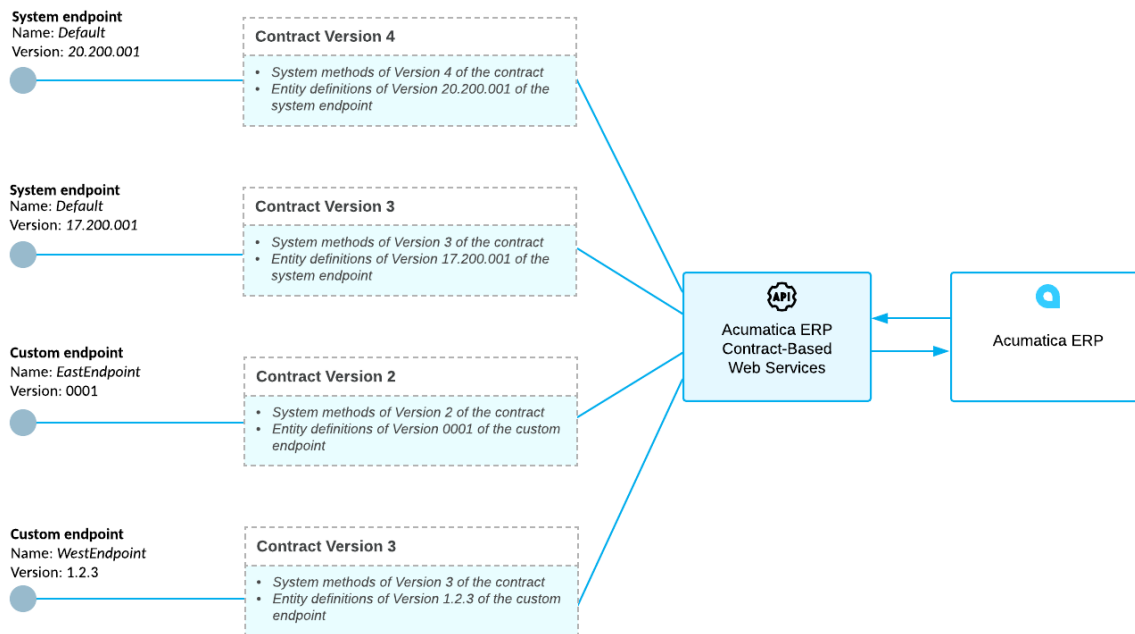 System endpoint
Name: Default
Version: 20.200.001
Contract Version 4
• System methods of Version 4 of the contract
• Entity definitions of Version 20.200.001 of the
system endpoint
System endpoint
Name: Default
Version: 17.200.001
Contract Version 3
• System methods of Version 3 of the contract
• Entity definitions of Version 17.200.001 of the
system endpoint
API
Acumatica ERP
Contract-Based
Web Services
Acumatica ERP
Custom endpoint
Name: EastEndpoint
Version: 0001
Contract Version 2
• System methods of Version 2 of the contract
• Entity definitions of Version 0001 of the custom
endpoint
Custom endpoint
Name: WestEndpoint
Version: 1.2.3
Contract Version 3
• System methods of Version 3 of the contract
• Entity definitions of Version 1.2.3 of the custom
endpoint